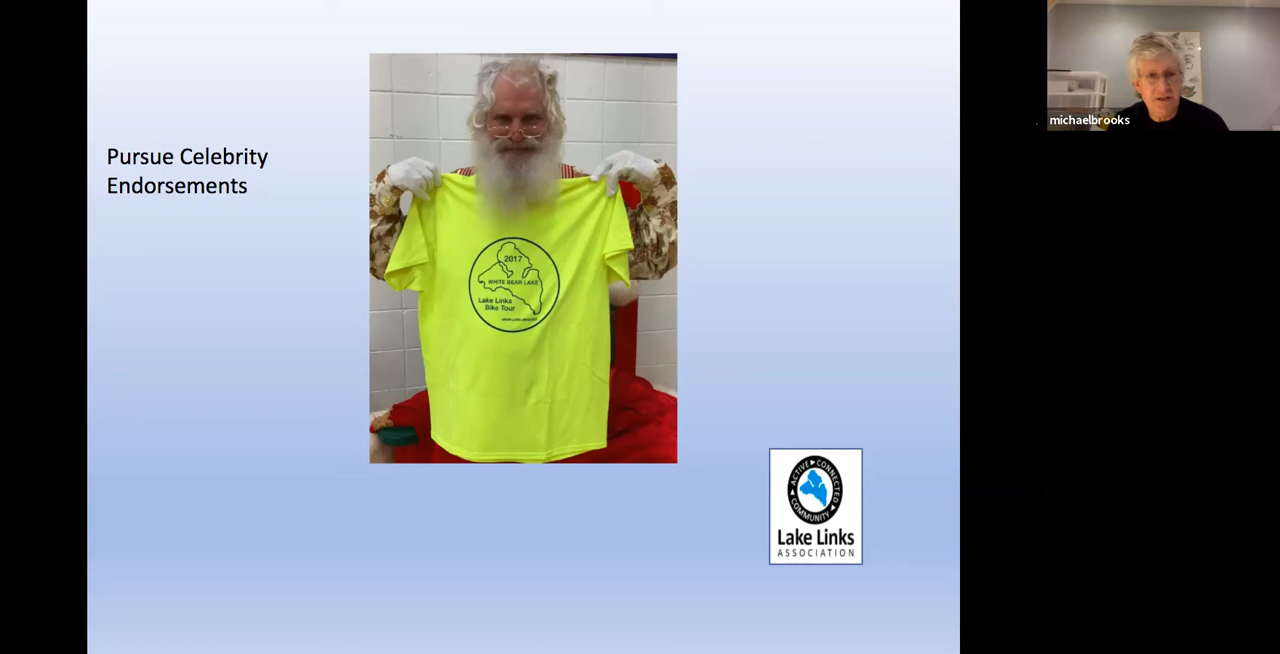 Pursue Celebrity
Endorsements
2017
WHITE BEAR LAKE
Lake Links
Bike Tour
ACTIVE CONNECTED COMMUNITY
Lake Links
ASSOCIATION
michaelbrooks